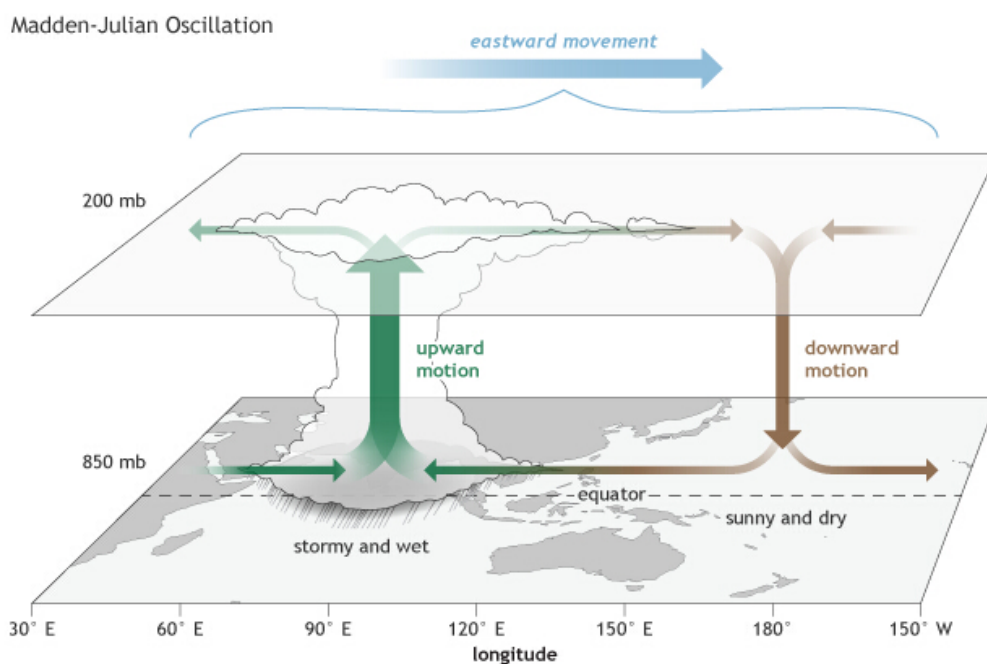 Madden-Julian Oscillation
eastward movement
200 mb
upward
motion
downward
motion
850 mb
equator
stormy and wet
sunny and dry
30° E 60° E 90° E 120° E 150° E 180° 150° W
longitude